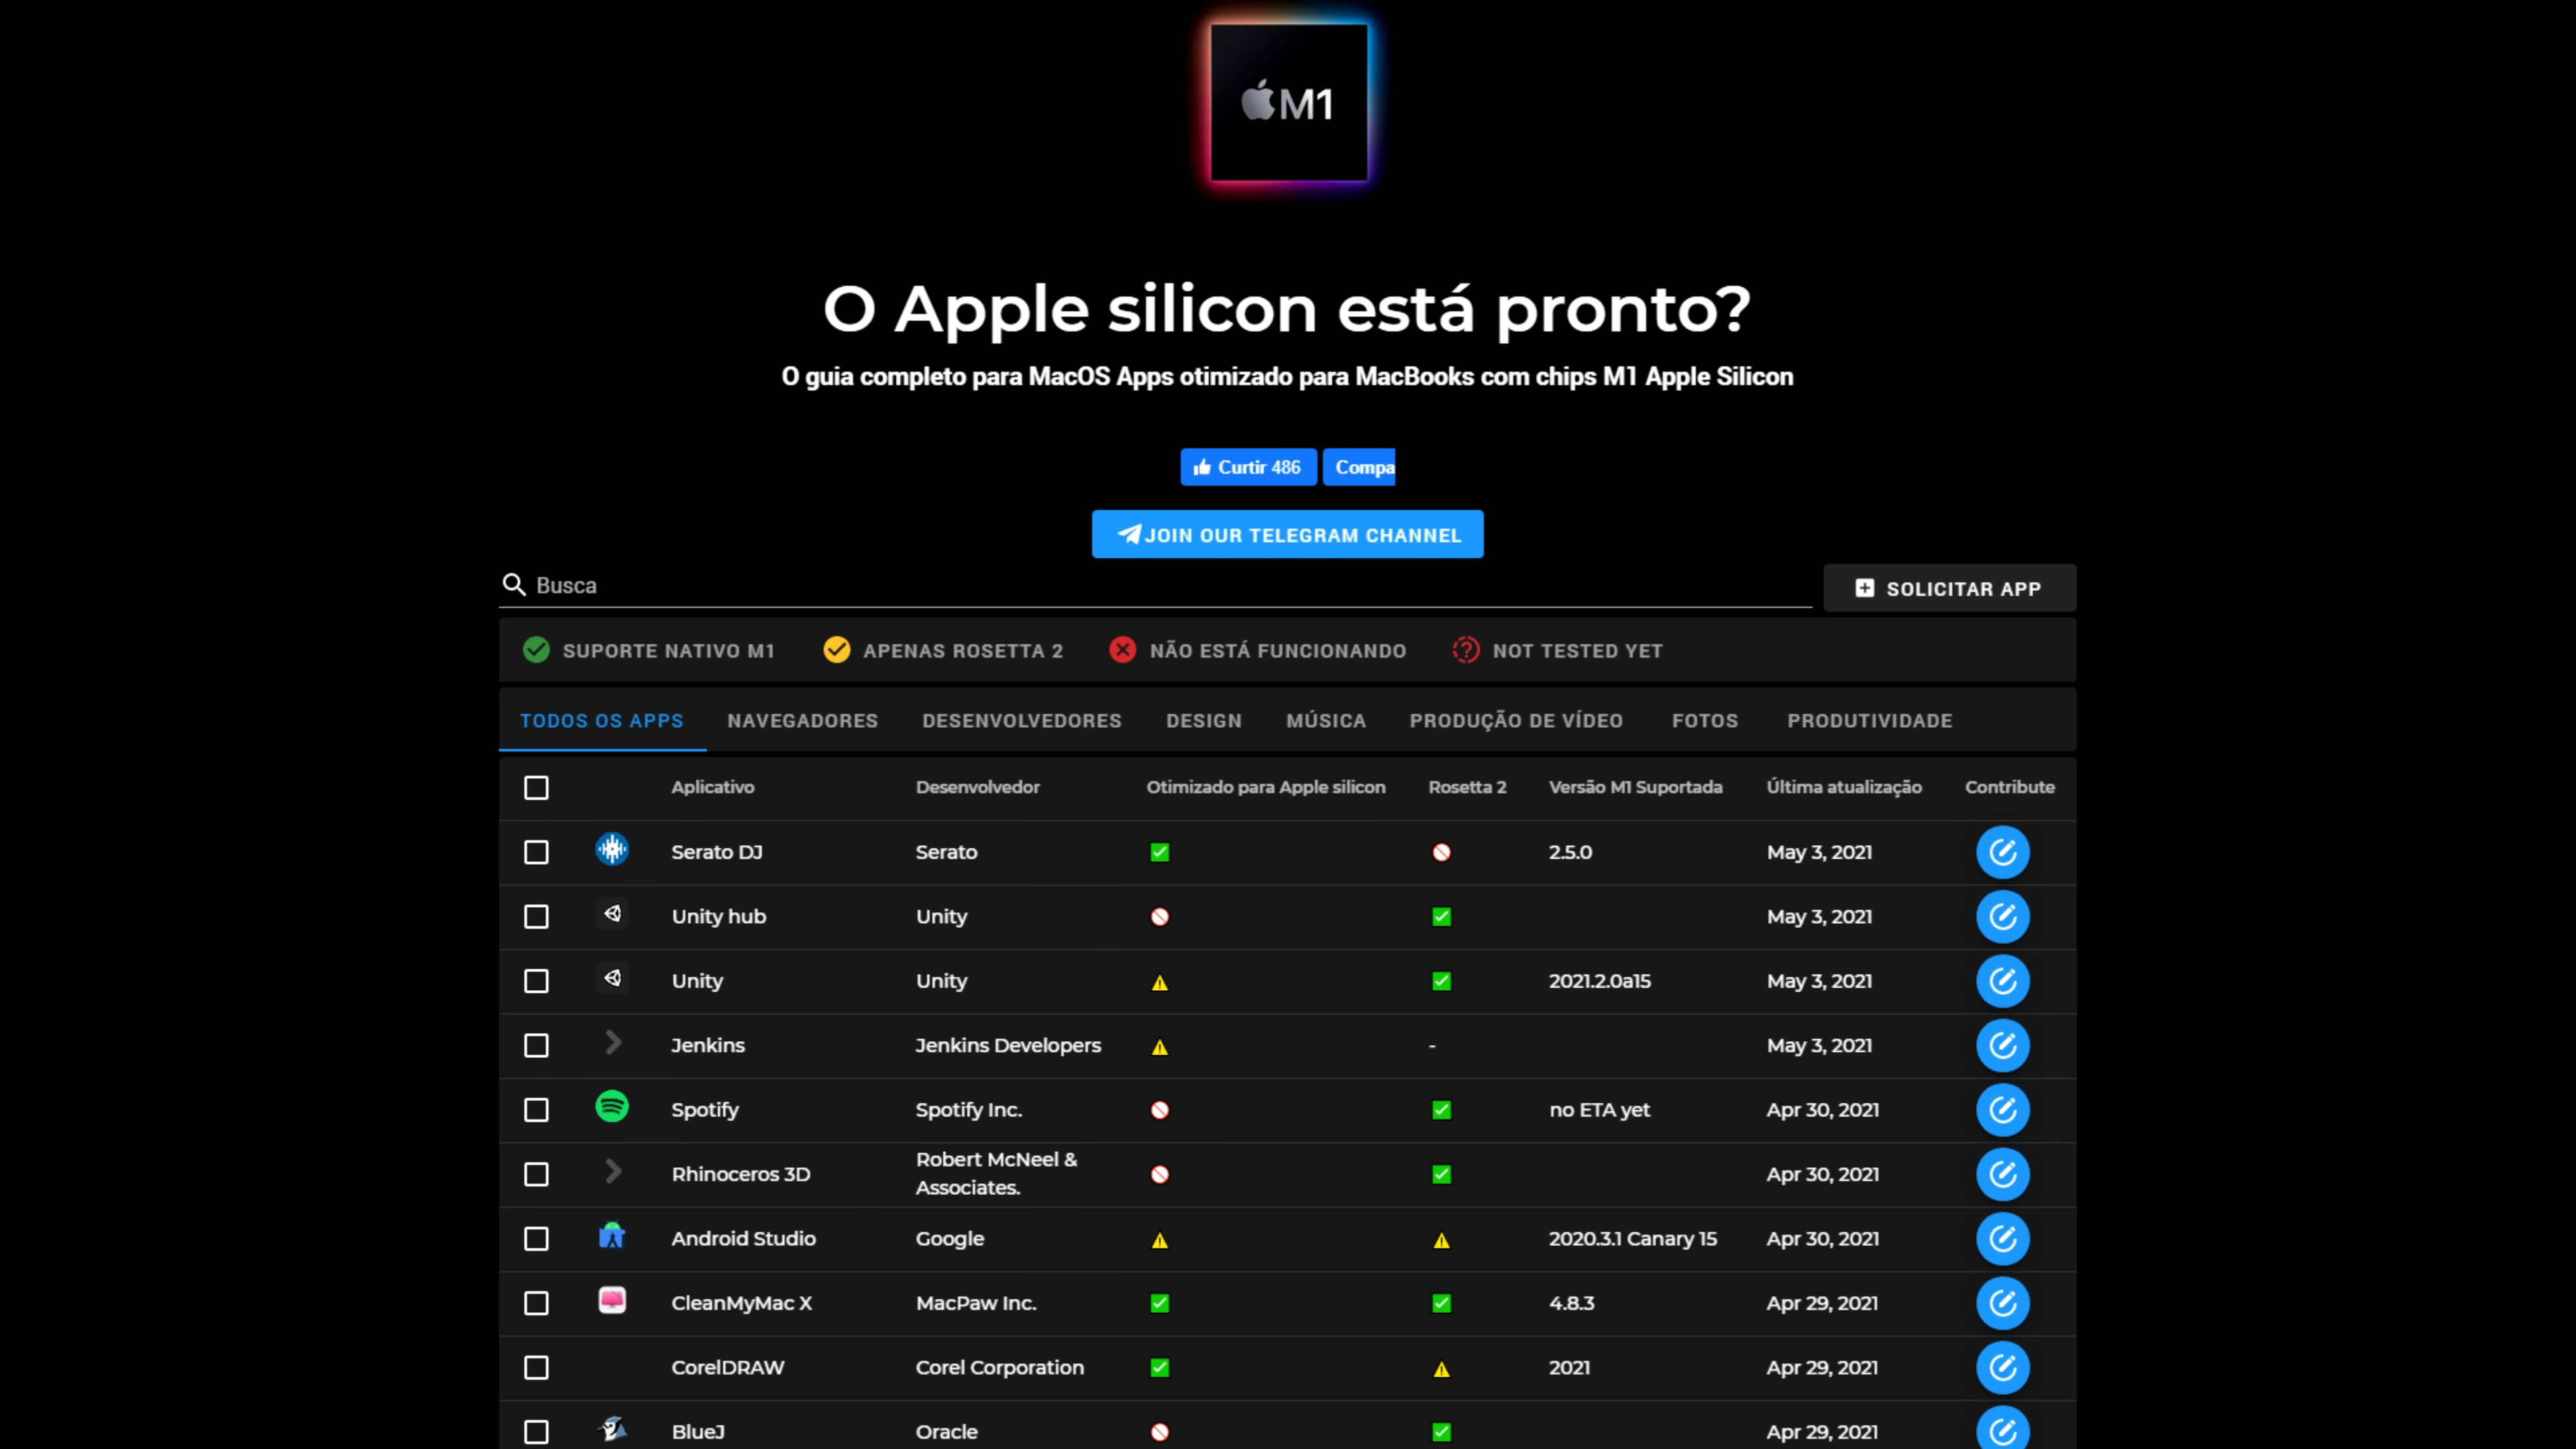 M1
O Apple silicon está pronto?
O guia completo para MacOS Apps otimizado para MacBooks com chips M1 Apple Silicon
Curtir 486 Compa
JOIN OUR TELEGRAM CHANNEL
Busca SOLICITAR APP
SUPORTE NATIVO M1 APENAS ROSETTA 2 NÃO ESTÁ FUNCIONANDO NOT TESTED YET
TODOS OS APPS NAVEGADORES DESENVOLVEDORES DESIGN MÚSICA PRODUÇÃO DE VÍDEO FOTOS PRODUTIVIDADE
Aplicativo Desenvolvedor Otimizado para Apple silicon Rosetta 2 Versão M1 Suportada Última atualização Contribute
Serato DJ Serato 2.5.0 May 3, 2021
Unity hub Unity May 3, 2021
Unity Unity 2021.2.0a15 May 3, 2021
Jenkins Jenkins Developers - May 3, 2021
Spotify Spotify Inc. no ETA yet Apr 30, 2021
Rhinoceros 3D Robert McNeel & Associates. Apr 30, 2021
Android Studio Google 2020.3.1 Canary 15 Apr 30, 2021
CleanMyMac X MacPaw Inc. 4.8.3 Apr 29, 2021
CorelDRAW Corel Corporation 2021 Apr 29, 2021
BlueJ Oracle Apr 29, 2021